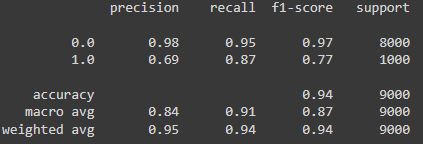 precision recall f1-score support
0.0 0.98 0.95 0.97 8000
1.0 0.69 0.87 0.77 1000
accuracy 0.94 9000
macro avg 0.84 0.91 0.87 9000
weighted avg 0.95 0.94 0.94 9000